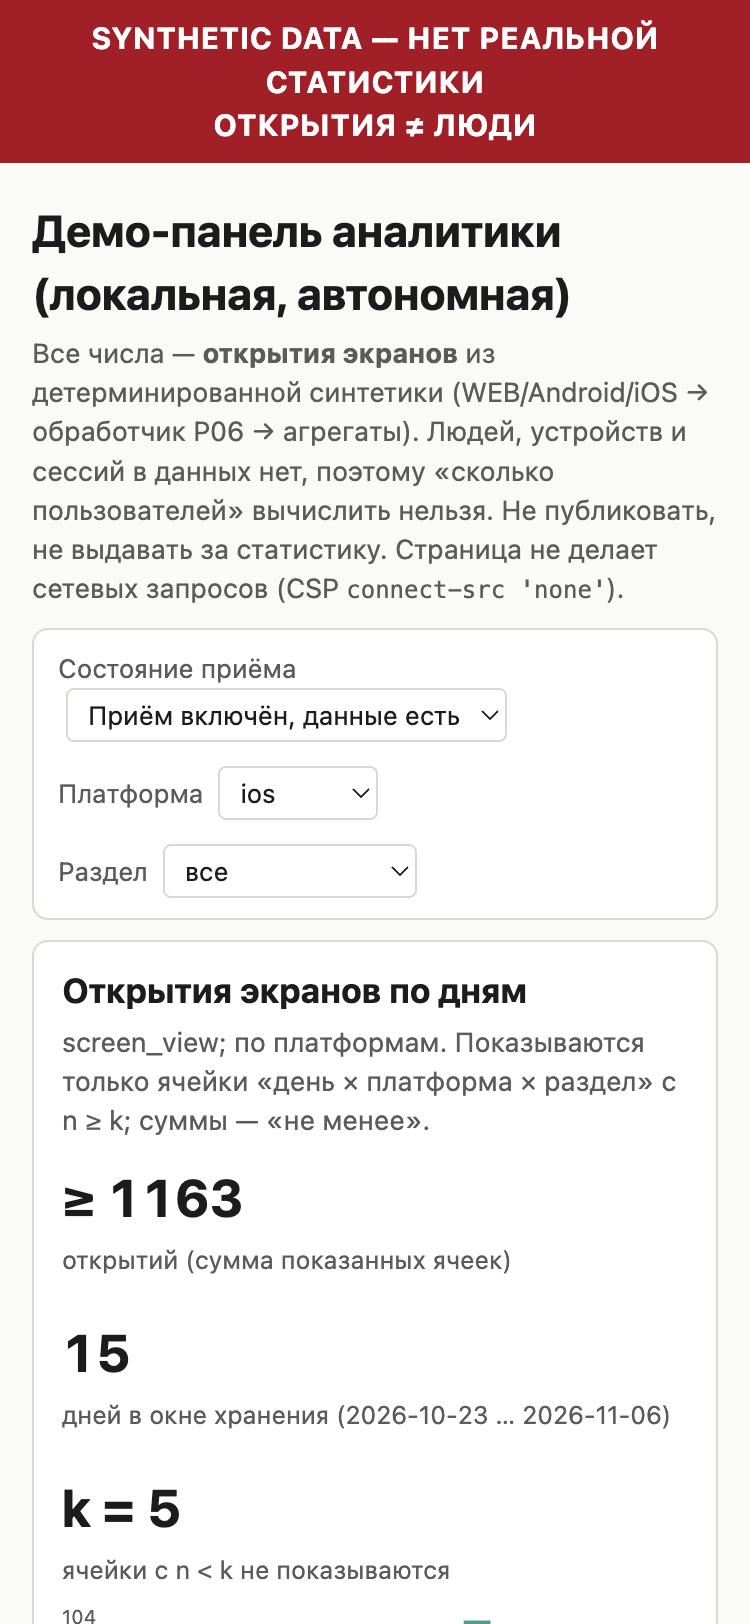 SYNTHETIC DATA — НЕТ РЕАЛЬНОЙ
СТАТИСТИКИ
ОТКРЫТИЯ ≠ ЛЮДИ
Демо-панель аналитики
(локальная, автономная)
Все числа — открытия экранов из
детерминированной синтетики (WEB/Android/iOS →
обработчик P06 → агрегаты). Людей, устройств и
сессий в данных нет, поэтому «сколько
пользователей» вычислить нельзя. Не публиковать,
не выдавать за статистику. Страница не делает
сетевых запросов (CSP connect-src 'none').
Состояние приёма
Приём включён, данные есть
Платформа ios
Раздел все
Открытия экранов по дням
screen_view; по платформам. Показываются
только ячейки «день × платформа × раздел» с
n ≥ k; суммы — «не менее».
≥ 1163
открытий (сумма показанных ячеек)
15
дней в окне хранения (2026-10-23 … 2026-11-06)
k = 5
ячейки с n < k не показываются
104